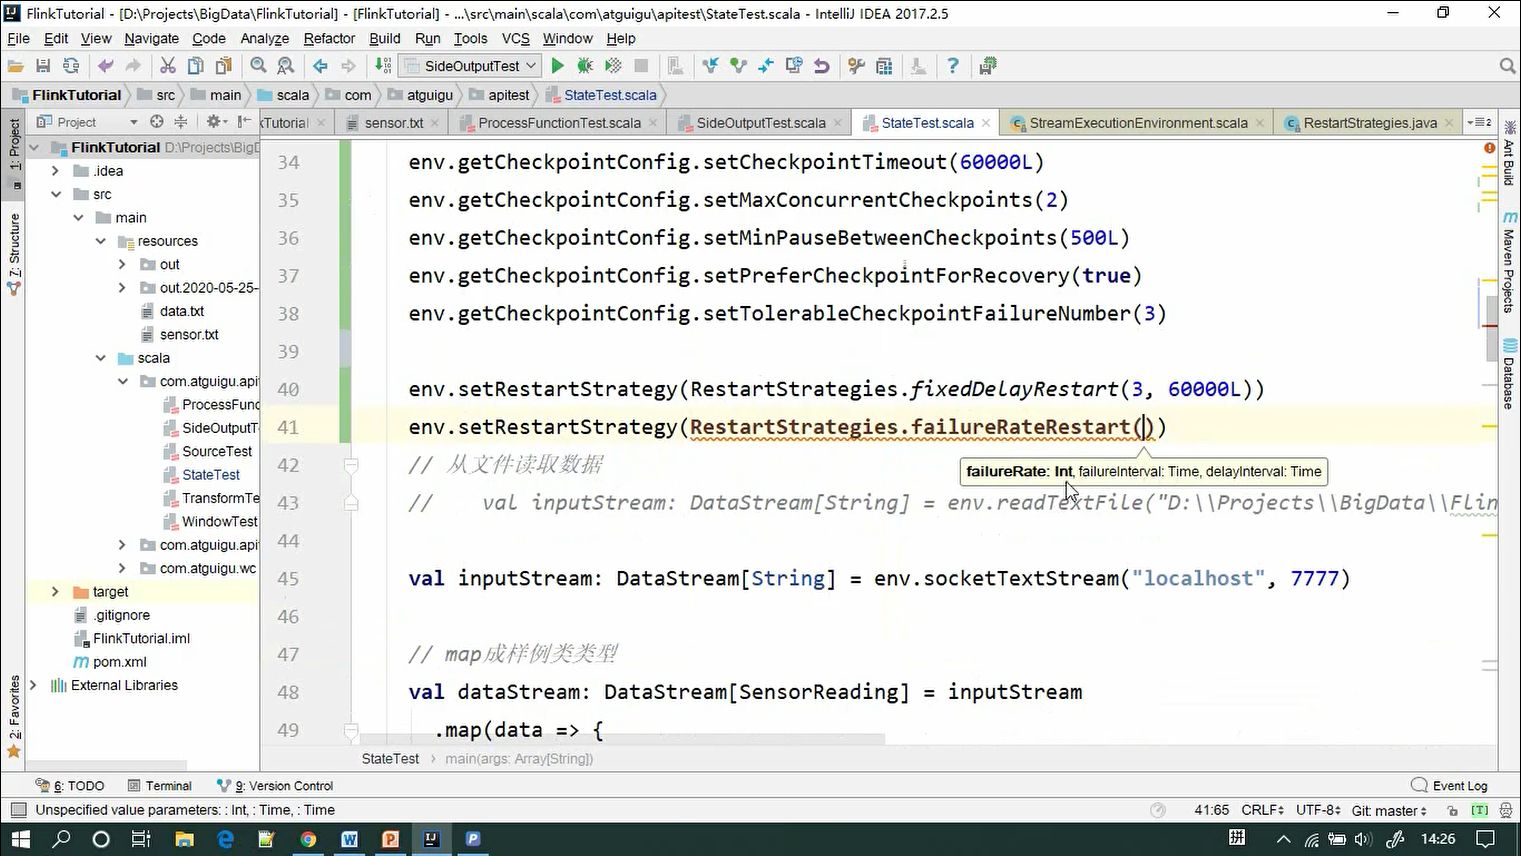 FlinkTutorial - [D:\Projects\BigData\FlinkTutorial] - [FlinkTutorial] - ...\src\main\scala\com\atguigu\apitest\StateTest.scala - IntelliJ IDEA 2017.2.5
File Edit View Navigate Code Analyze Refactor Build Run Tools VCS Window Help
SideOutputTest
FlinkTutorial src main scala com atguigu apitest StateTest.scala
Project
kTutorial sensor.txt ProcessFunctionTest.scala SideOutputTest.scala StateTest.scala StreamExecutionEnvironment.scala RestartStrategies.java 2
1: Project
7: Structure
2: Favorites
FlinkTutorial D:\Projects\BigD
.idea
src
main
resources
out
out.2020-05-25-
data.txt
sensor.txt
scala
com.atguigu.api
ProcessFunc
SideOutputT
SourceTest
StateTest
TransformTe
WindowTest
com.atguigu.api
com.atguigu.wc
target
.gitignore
FlinkTutorial.iml
pom.xml
External Libraries
34 env.getCheckpointConfig.setCheckpointTimeout(60000L)
35 env.getCheckpointConfig.setMaxConcurrentCheckpoints(2)
36 env.getCheckpointConfig.setMinPauseBetweenCheckpoints(500L)
37 env.getCheckpointConfig.setPreferCheckpointForRecovery(true)
38 env.getCheckpointConfig.setTolerableCheckpointFailureNumber(3)
39
40 env.setRestartStrategy(RestartStrategies.fixedDelayRestart(3, 60000L))
41 env.setRestartStrategy(RestartStrategies.failureRateRestart())
failureRate: Int, failureInterval: Time, delayInterval: Time
42 // 从文件读取数据
43 // val inputStream: DataStream[String] = env.readTextFile("D:\\Projects\\BigData\\Flin
44
45 val inputStream: DataStream[String] = env.socketTextStream("localhost", 7777)
46
47 // map成样例类类型
48 val dataStream: DataStream[SensorReading] = inputStream
49 .map(data => {
StateTest main(args: Array[String])
Ant Build
Maven Projects
Database
6: TODO Terminal 9: Version Control Event Log
Unspecified value parameters: : Int, : Time, : Time 41:65 CRLF UTF-8 Git: master [T]
拼 14:26